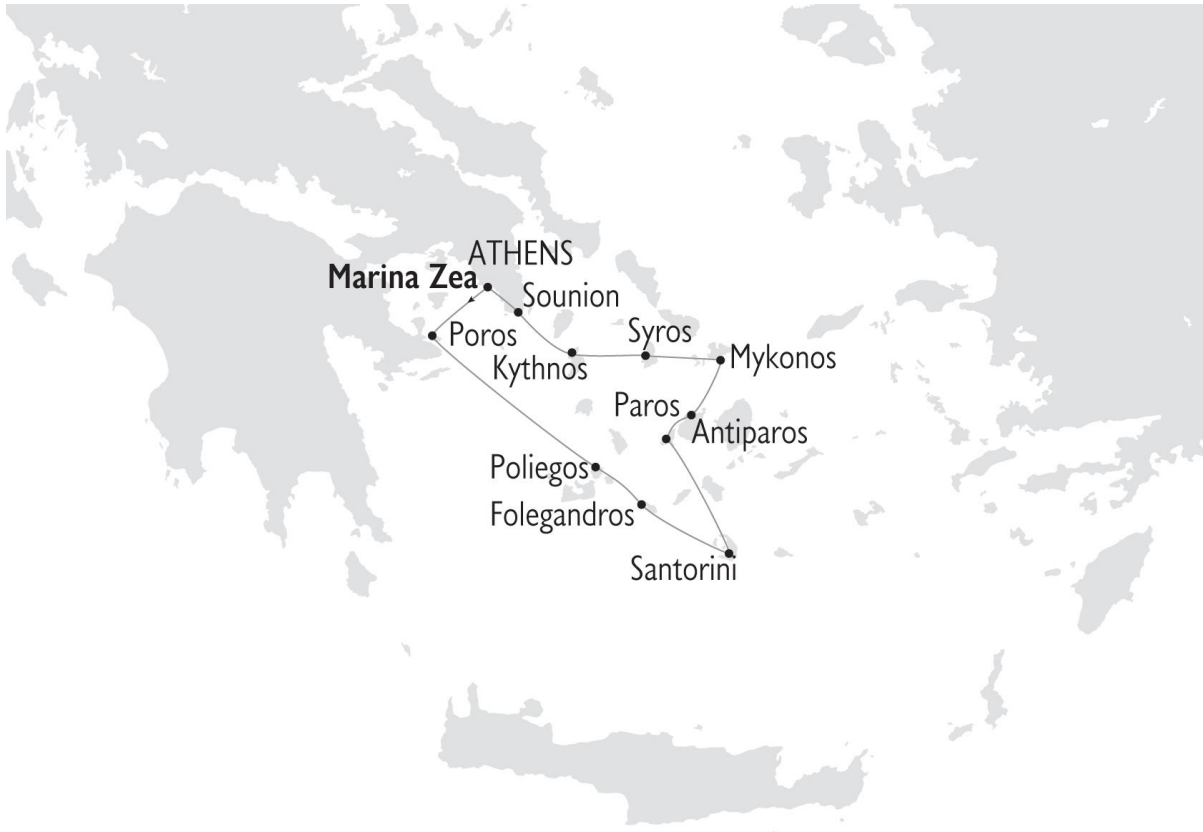 ATHENS
Marina Zea
Sounion
Poros
Syros
Kythnos
Mykonos
Paros
Antiparos
Poliegos
Folegandros
Santorini